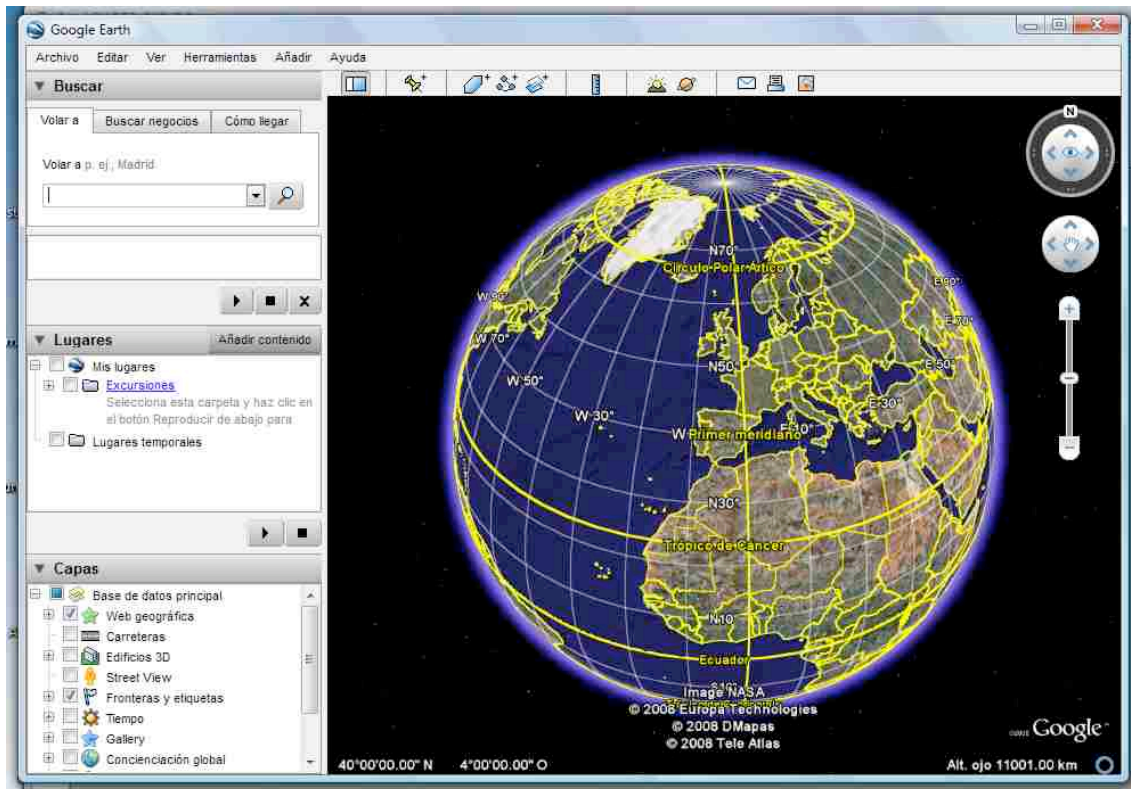 Google Earth
Archivo Editar Ver Herramientas Añadir Ayuda
Buscar
Volar a Buscar negocios Cómo llegar
Volar a p. ej., Madrid
Lugares Añadir contenido
Mis lugares
Excursiones
Selecciona esta carpeta y haz clic en
el botón Reproducir de abajo para
Lugares temporales
Capas
Base de datos principal
Web geográfica
Carreteras
Edificios 3D
Street View
Fronteras y etiquetas
Tiempo
Gallery
Concienciación global
N
N70°
Círculo Polar Ártico
W 90°
E 90°
W 70°
E 70°
N50°
E 50°
W 50°
E 30°
W 30°
W
Primer meridiano
E 10°
N30°
Trópico de Cáncer
N10
Ecuador
S10°
Image NASA
© 2008 Europa Technologies
© 2008 DMapas
© 2008 Tele Atlas
Google
40°00'00.00" N 4°00'00.00" O
Alt. ojo 11001.00 km